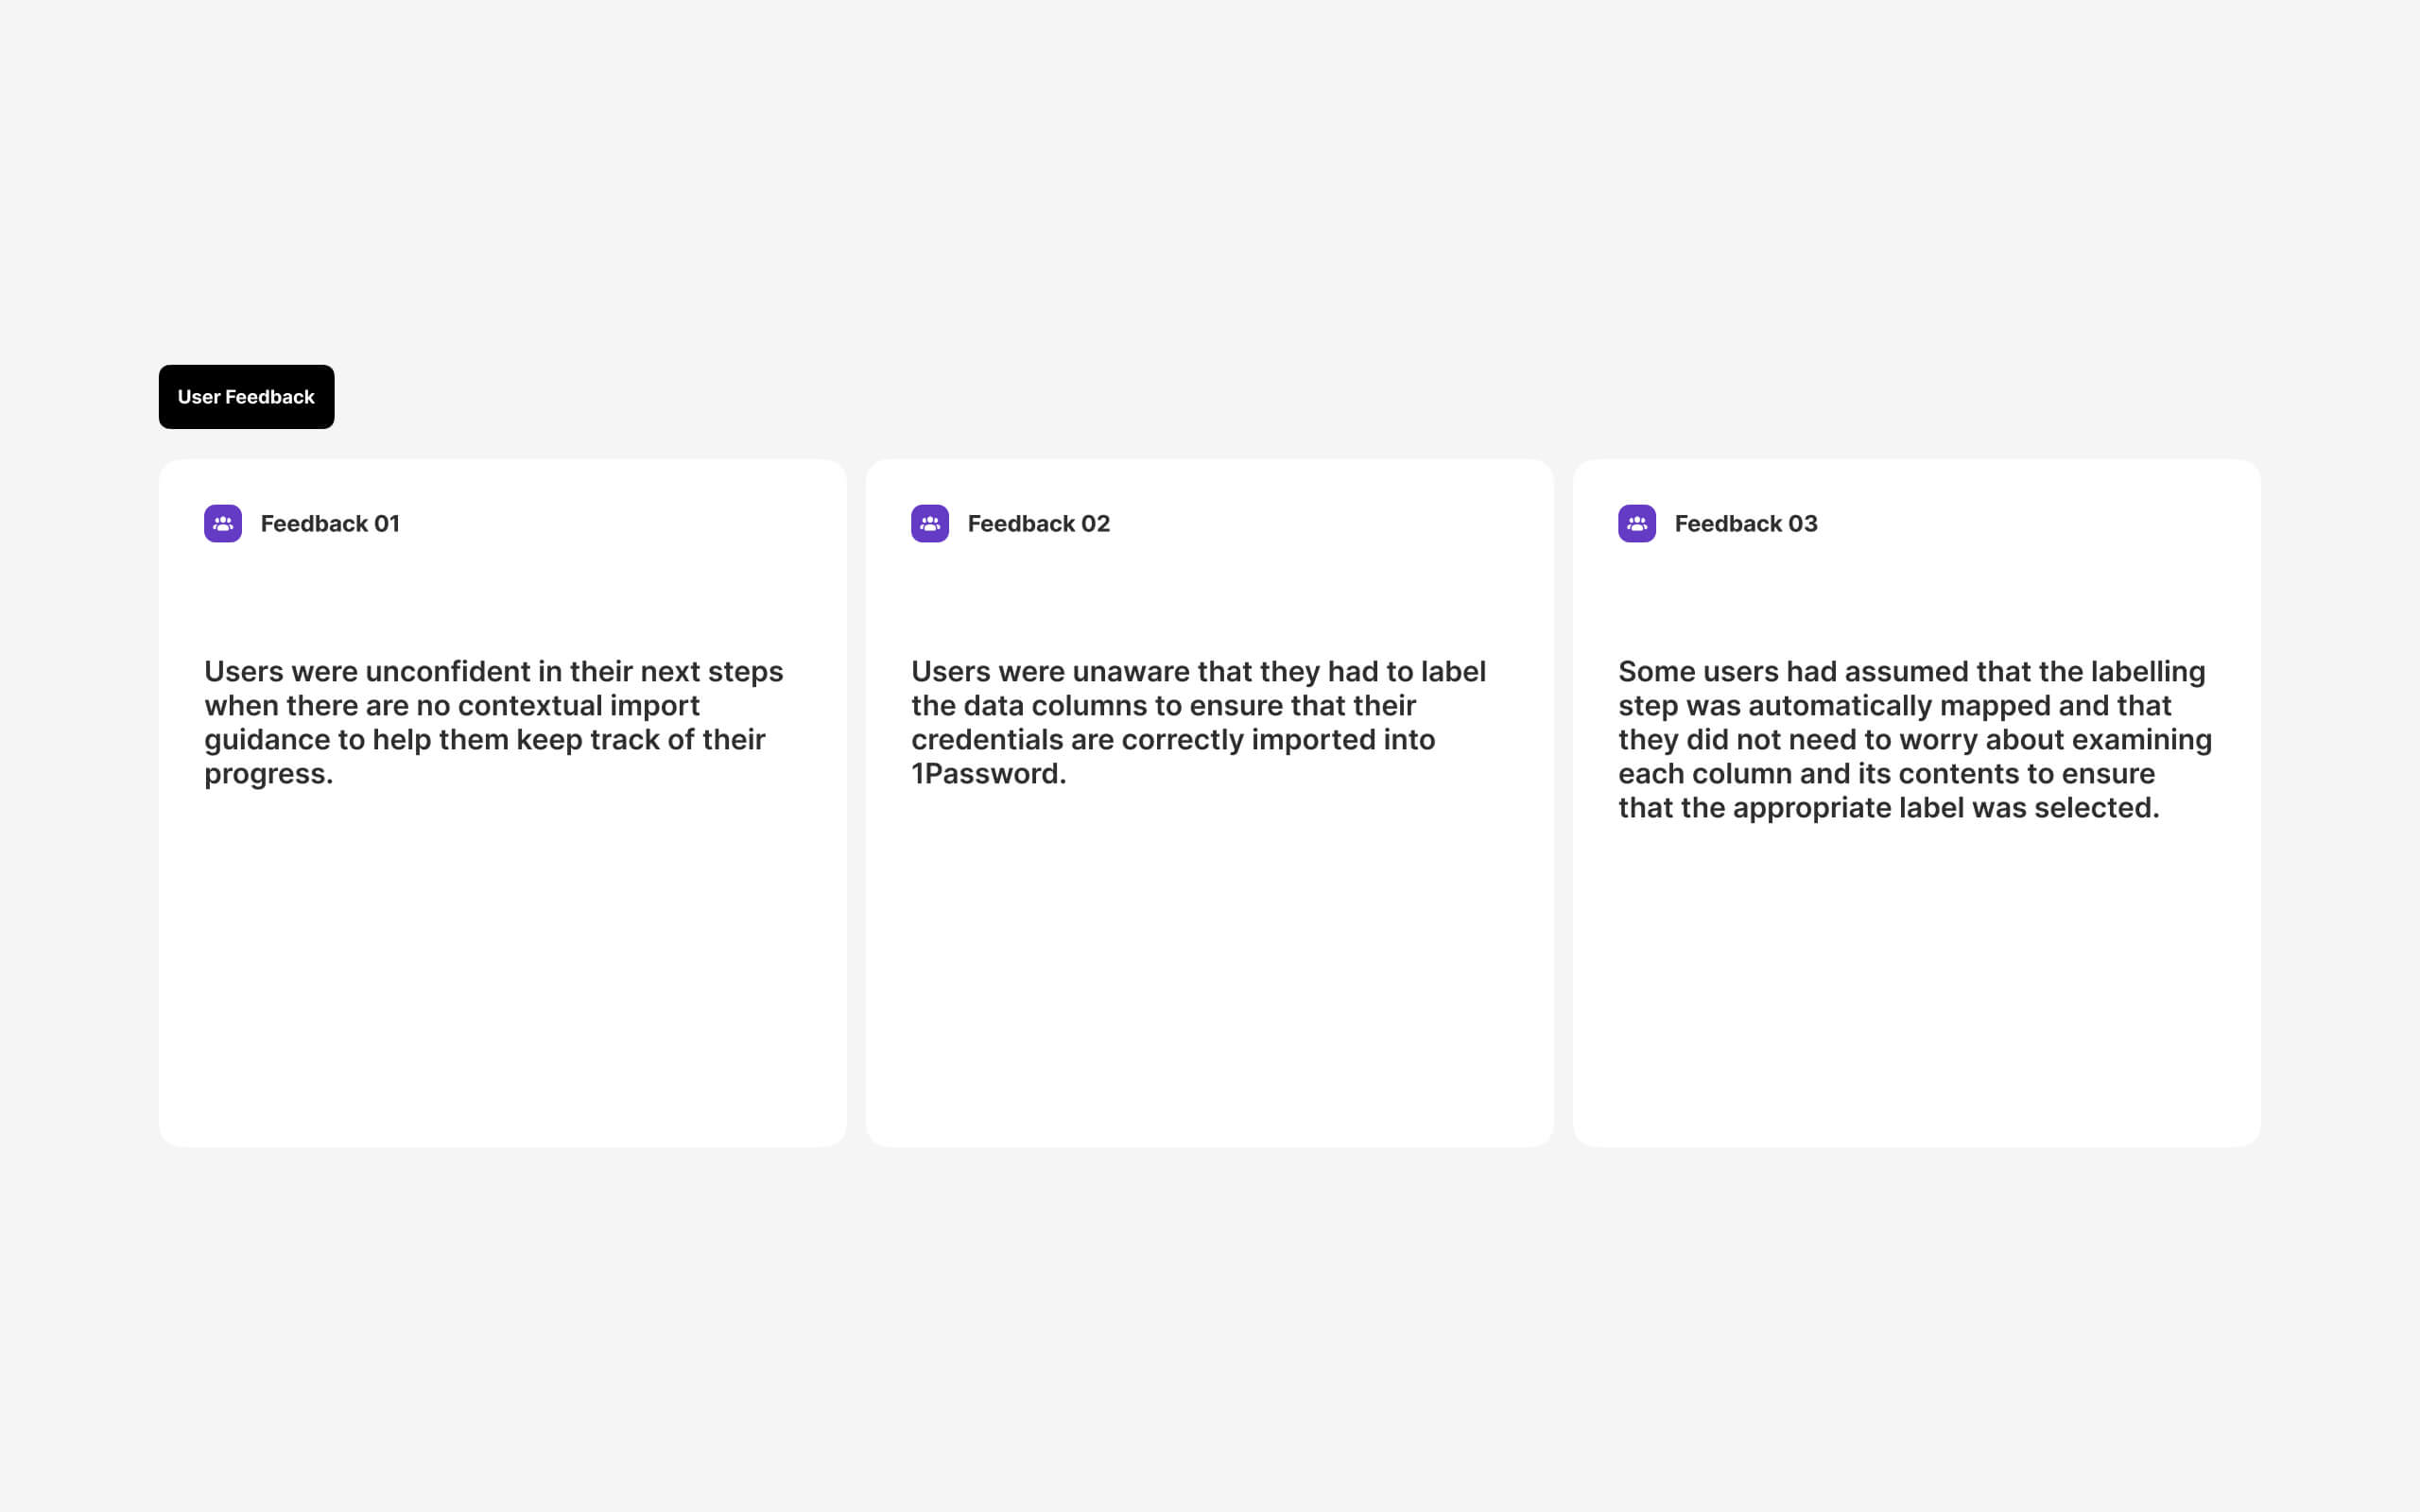 User Feedback
Feedback 01
Users were unconfident in their next steps
when there are no contextual import
guidance to help them keep track of their
progress.
Feedback 02
Users were unaware that they had to label
the data columns to ensure that their
credentials are correctly imported into
1Password.
Feedback 03
Some users had assumed that the labelling
step was automatically mapped and that
they did not need to worry about examining
each column and its contents to ensure
that the appropriate label was selected.